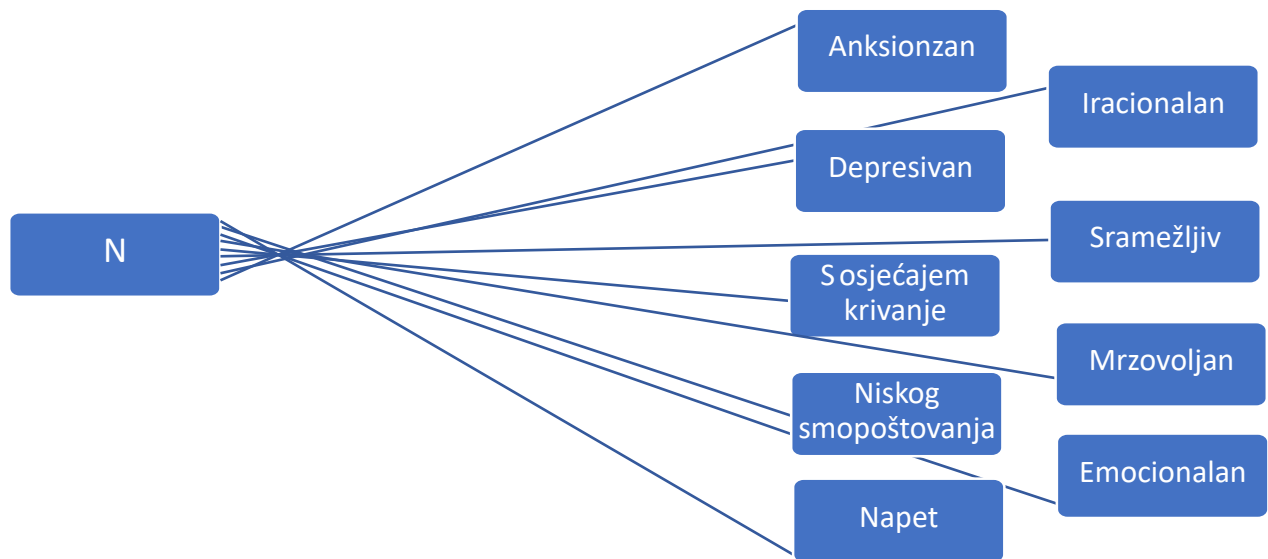 N
Anksionzan
Iracionalan
Depresivan
Sramežljiv
S osjećajem
krivanje
Mrzovoljan
Niskog
smopoštovanja
Emocionalan
Napet